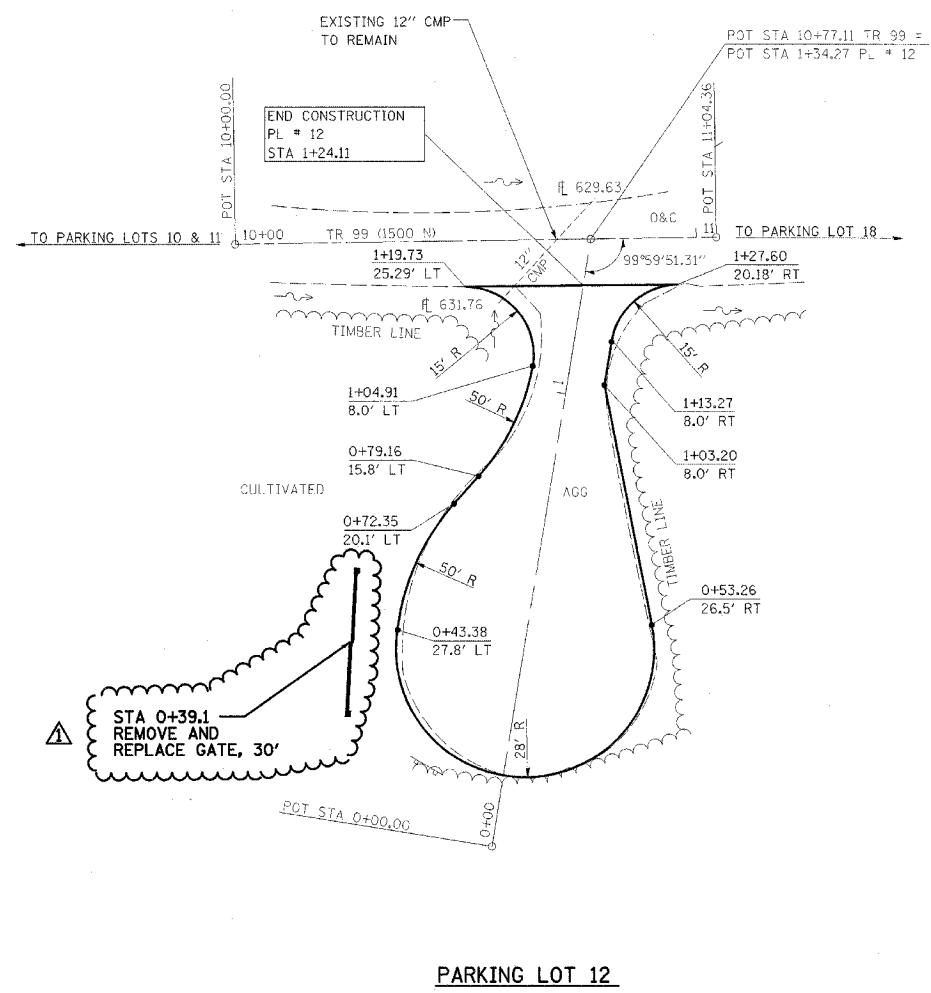 EXISTING 12" CMP
TO REMAIN
POT STA 10+77.11 TR 99 =
POT STA 1+34.27 PL # 12
POT STA 10+00.00
END CONSTRUCTION
PL # 12
STA 1+24.11
POT STA 11+04.36
FL 629.63
O&C
TO PARKING LOTS 10 & 11
10+00
TR 99 (1500 N)
11
TO PARKING LOT 18
1+19.73
25.29' LT
12"
CMP
99°59'51.31"
1+27.60
20.18' RT
FL 631.76
TIMBER LINE
15' R
15' R
1+04.91
8.0' LT
50' R
L1
1+13.27
8.0' RT
0+79.16
15.8' LT
1+03.20
8.0' RT
CULTIVATED
AGG
TIMBER LINE
0+72.35
20.1' LT
50' R
0+53.26
26.5' RT
0+43.38
27.8' LT
1
STA 0+39.1
REMOVE AND
REPLACE GATE, 30'
28' R
POT STA 0+00.00
0+00
PARKING LOT 12